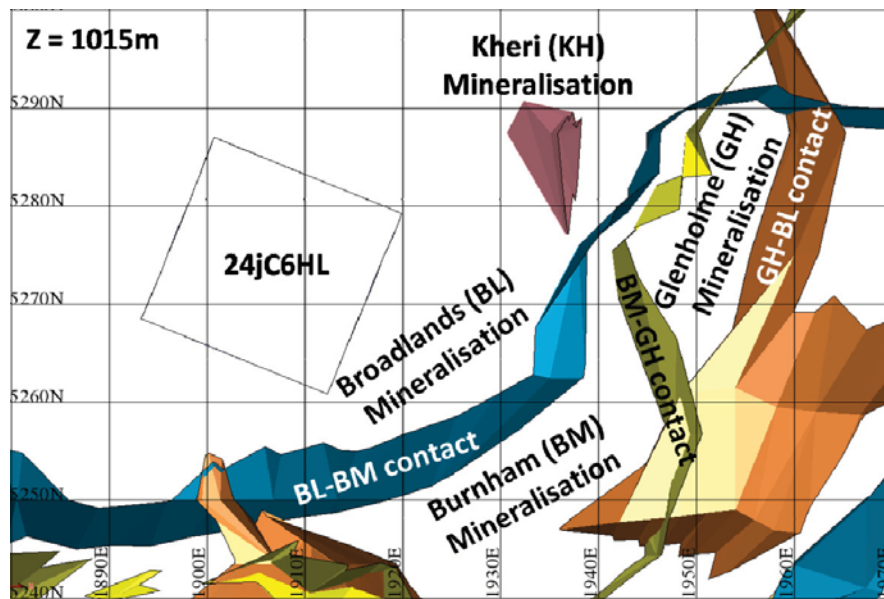 Z = 1015m
Kheri (KH)
Mineralisation
5290N
5280N
24jC6HL
Glenholme (GH)
Mineralisation
GH-BL contact
5270N
Broadlands (BL)
Mineralisation
BM-GH contact
5260N
BL-BM contact
Burnham (BM)
Mineralisation
5250N
5240N
1890E
1900E
1910E
1920E
1930E
1940E
1950E
1960E
1970E